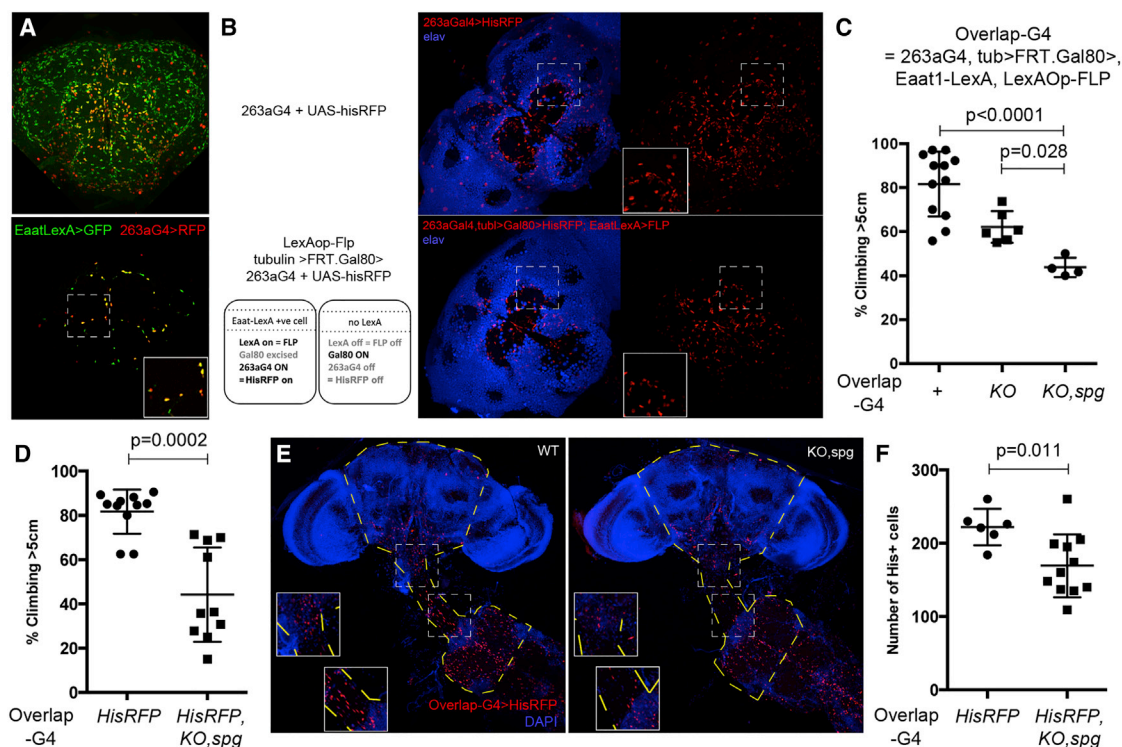 A
EaatLexA>GFP 263aG4>RFP
B
263aG4 + UAS-hisRFP
LexAop-Flp
tubulin >FRT.Gal80>
263aG4 + UAS-hisRFP
Eaat-LexA +ve cell
LexA on = FLP
Gal80 excised
263aG4 ON
=HisRFP on
no LexA
LexA off = FLP off
Gal80 ON
263aG4 off
= HisRFP off
263aGal4>HisRFP
elav
263aGal4,tubl>Gal80>HisRFP; EaatLexA>FLP
elav
C
Overlap-G4
= 263aG4, tub>FRT.Gal80>,
Eaat1-LexA, LexAOp-FLP
p<0.0001
p=0.028
% Climbing >5cm
100
80
60
40
20
0
Overlap
-G4
+
KO
KO,spg
D
p=0.0002
% Climbing >5cm
100
80
60
40
20
0
Overlap
-G4
HisRFP
HisRFP,
KO,spg
E
WT
KO,spg
Overlap-G4>HisRFP
DAPI
F
p=0.011
Number of His+ cells
300
200
100
0
Overlap
-G4
HisRFP
HisRFP,
KO,spg